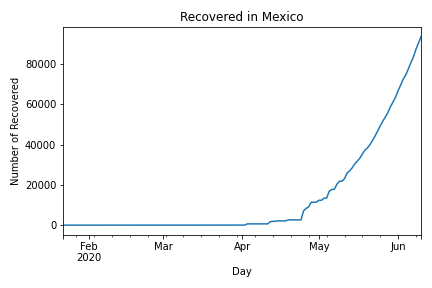 Recovered in Mexico
Number of Recovered
80000
60000
40000
20000
0
Feb
2020
Mar
Apr
May
Jun
Day